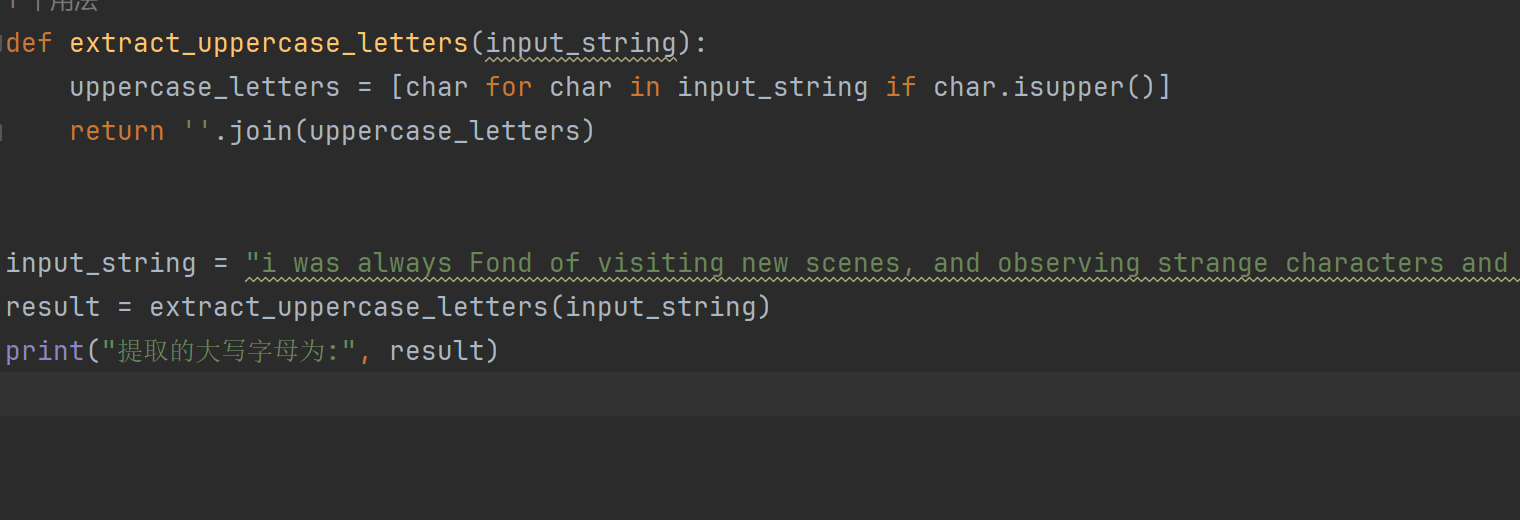 个用法
def extract_uppercase_letters(input_string):
    uppercase_letters = [char for char in input_string if char.isupper()]
    return ''.join(uppercase_letters)
input_string = "i was always Fond of visiting new scenes, and observing strange characters and
result = extract_uppercase_letters(input_string)
print("提取的大写字母为:", result)